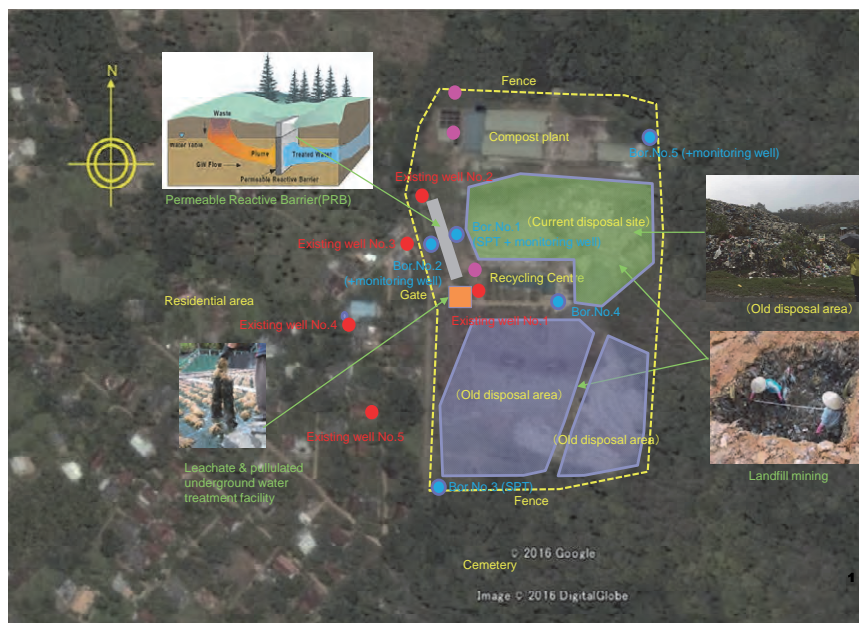 N
Waste
Water table
Plume
Treated Water
GW Flow
Permeable Reactive Barrier
Permeable Reactive Barrier(PRB)
Fence
Compost plant
Bor.No.5 (+monitoring well)
Existing well No.2
(Current disposal site)
Bor.No.1
(SPT + monitoring well)
Existing well No.3
Bor.No.2
(+monitoring well)
Recycling Centre
Gate
Residential area
Existing well No.1
Bor.No.4
Existing well No.4
(Old disposal area)
(Old disposal area)
(Old disposal area)
Existing well No.5
Leachate & pullulated
underground water
treatment facility
Landfill mining
Bor.No.3 (SPT)
Fence
© 2016 Google
Cemetery
Image © 2016 DigitalGlobe
1